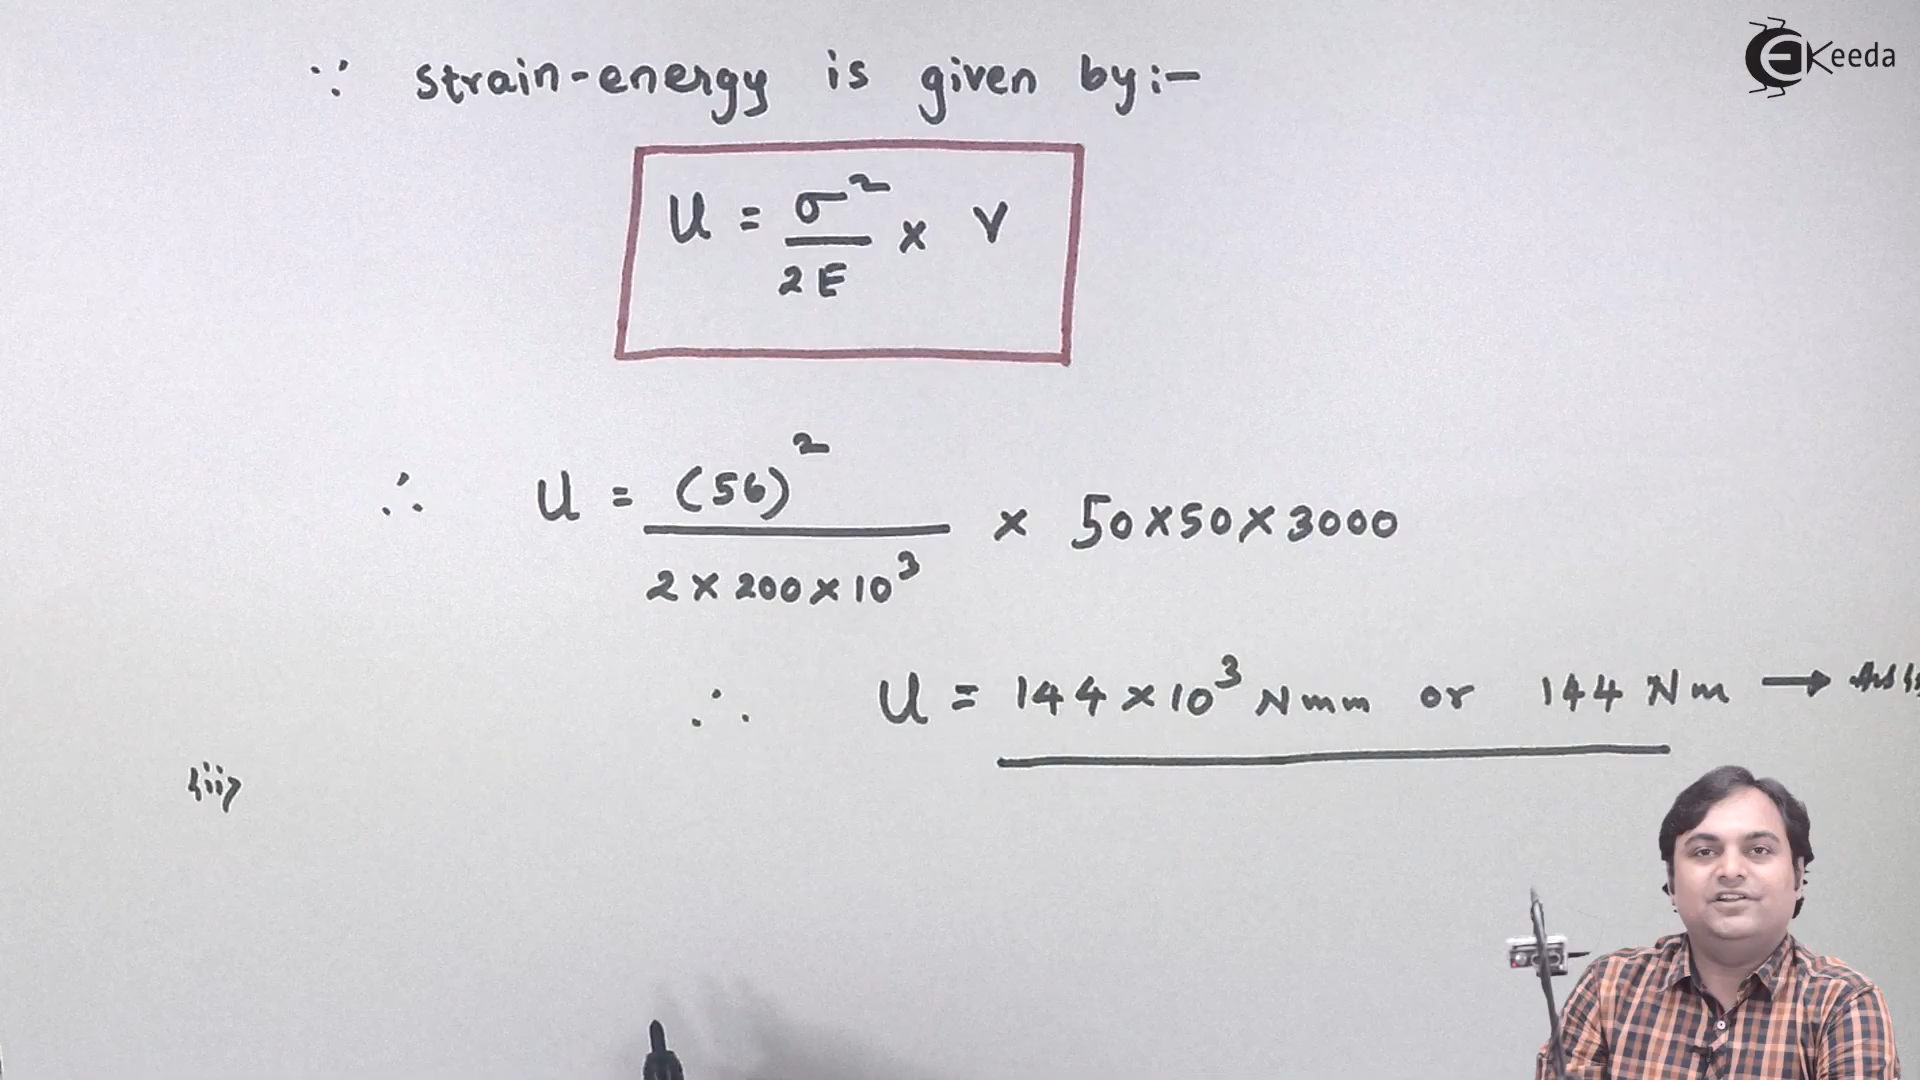 ∵ strain-energy is given by:-
U = σ² / 2E × V
∴ U = (56)² / 2 × 200 × 10³ × 50×50×3000
∴ U = 144 × 10³ Nmm or 144 Nm →
(ii)
EKeeda